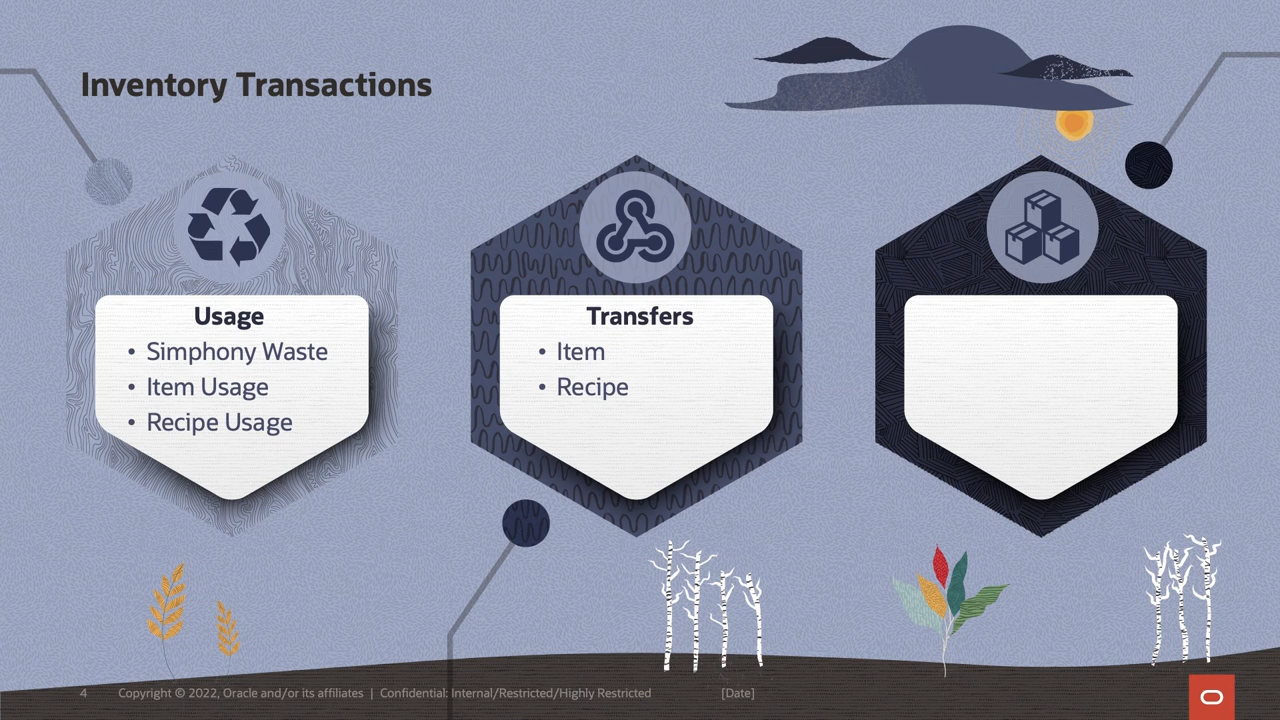 Inventory Transactions
Usage
• Simphony Waste
• Item Usage
• Recipe Usage
Transfers
• Item
• Recipe
4 Copyright © 2022, Oracle and/or its affiliates | Confidential: Internal/Restricted/Highly Restricted [Date]